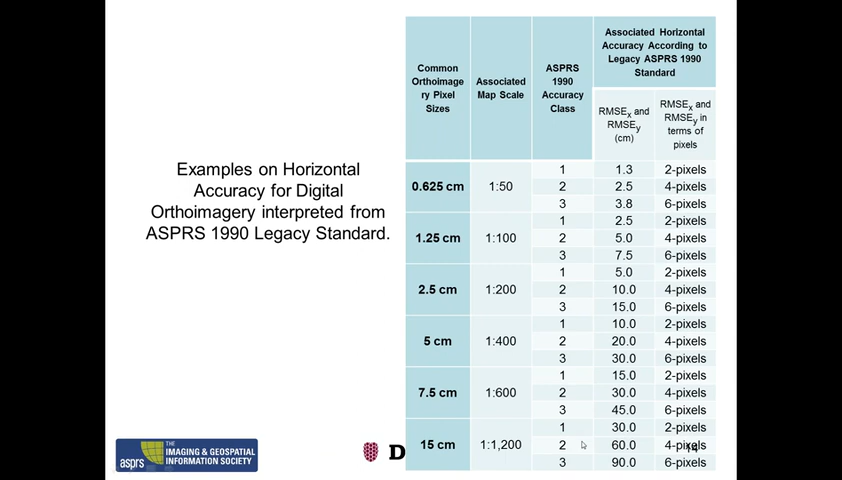 Examples on Horizontal
Accuracy for Digital
Orthoimagery interpreted from
ASPRS 1990 Legacy Standard.
Common
Orthoimage
ry Pixel
Sizes
Associated
Map Scale
ASPRS
1990
Accuracy
Class
Associated Horizontal
Accuracy According to
Legacy ASPRS 1990
Standard
RMSEx and
RMSEy
(cm)
RMSEx and
RMSEy in
terms of
pixels
0.625 cm 1:50
1 1.3 2-pixels
2 2.5 4-pixels
3 3.8 6-pixels
1.25 cm 1:100
1 2.5 2-pixels
2 5.0 4-pixels
3 7.5 6-pixels
2.5 cm 1:200
1 5.0 2-pixels
2 10.0 4-pixels
3 15.0 6-pixels
5 cm 1:400
1 10.0 2-pixels
2 20.0 4-pixels
3 30.0 6-pixels
7.5 cm 1:600
1 15.0 2-pixels
2 30.0 4-pixels
3 45.0 6-pixels
15 cm 1:1,200
1 30.0 2-pixels
2 60.0 4-pixels
3 90.0 6-pixels
14
asprs
THE
IMAGING & GEOSPATIAL
INFORMATION SOCIETY
D